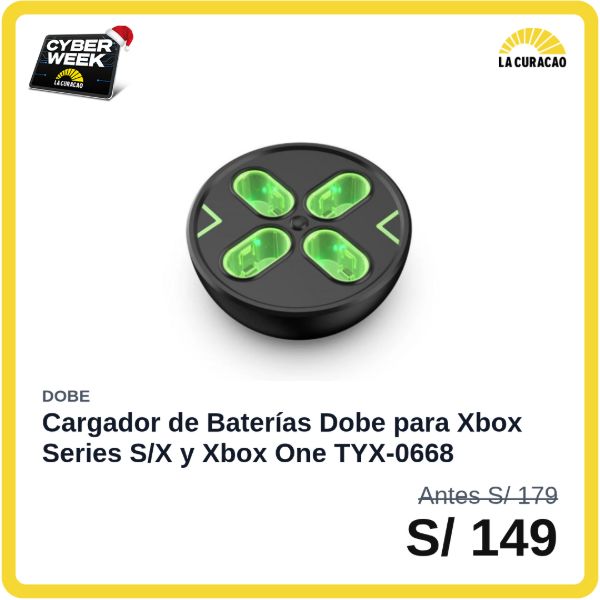 CYBER
WEEK
LA CURACAO
LA CURACAO
DOBE
Cargador de Baterías Dobe para Xbox
Series S/X y Xbox One TYX-0668
Antes S/ 179
S/ 149